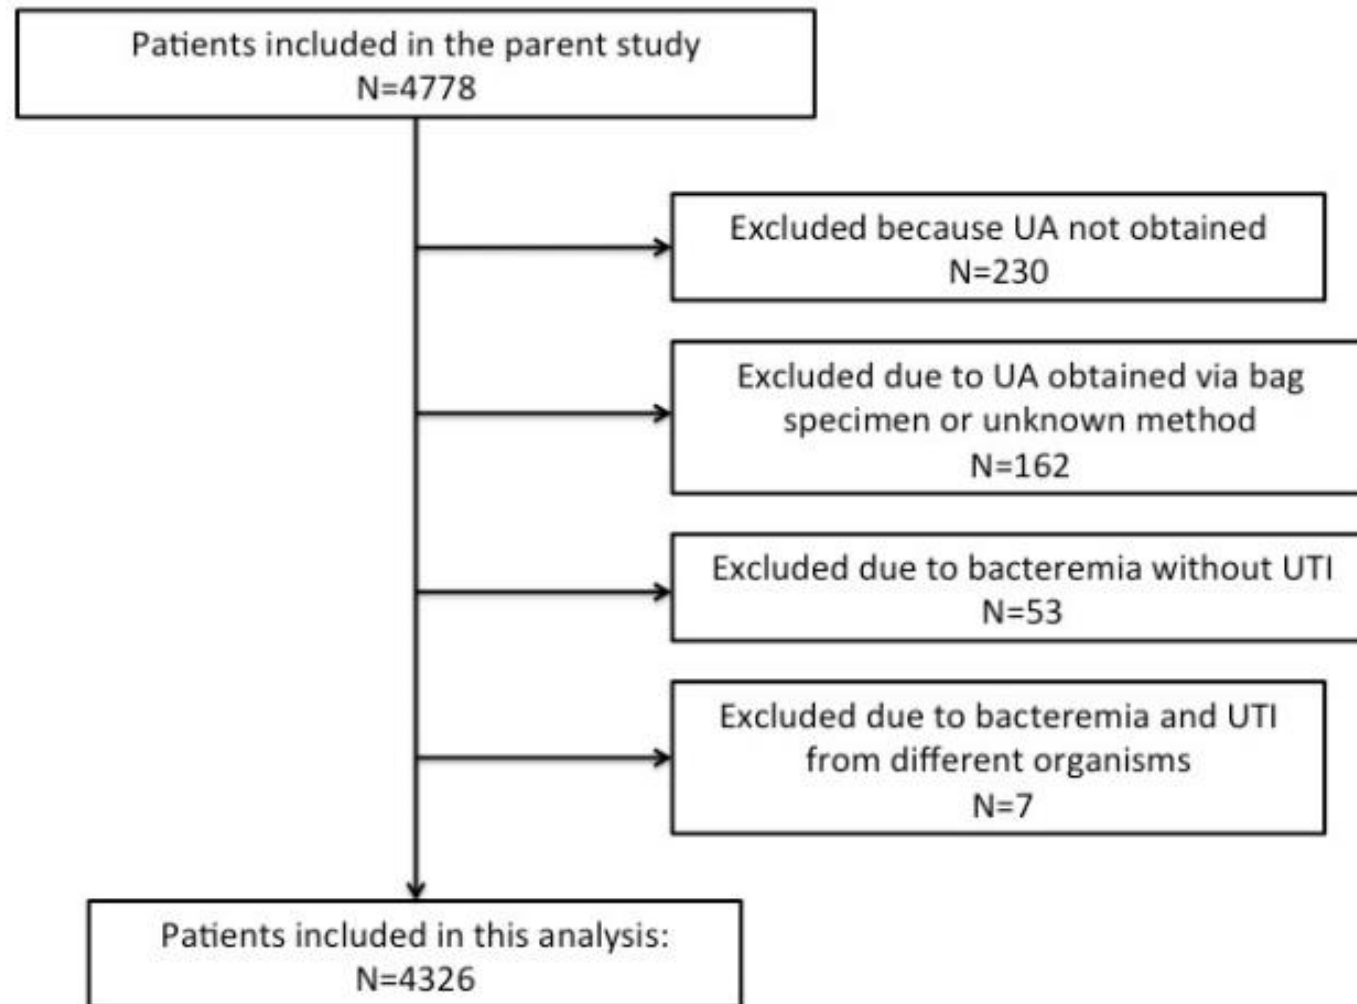 Patients included in the parent study
N=4778
Excluded because UA not obtained
N=230
Excluded due to UA obtained via bag
specimen or unknown method
N=162
Excluded due to bacteremia without UTI
N=53
Excluded due to bacteremia and UTI
from different organisms
N=7
Patients included in this analysis:
N=4326